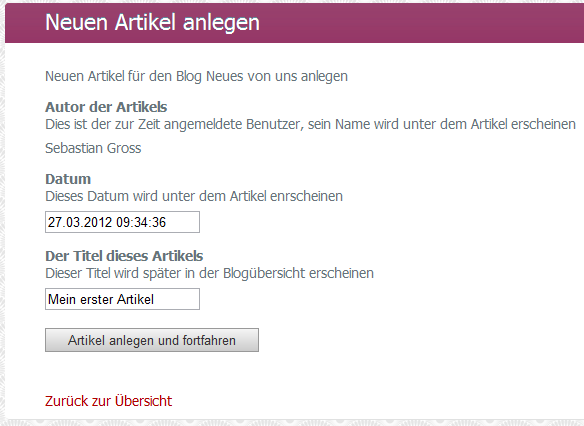 Neuen Artikel anlegen
Neuen Artikel für den Blog Neues von uns anlegen
Autor der Artikels
Dies ist der zur Zeit angemeldete Benutzer, sein Name wird unter dem Artikel erscheinen
Sebastian Gross
Datum
Dieses Datum wird unter dem Artikel enrscheinen
27.03.2012 09:34:36
Der Titel dieses Artikels
Dieser Titel wird später in der Blogübersicht erscheinen
Mein erster Artikel
Artikel anlegen und fortfahren
Zurück zur Übersicht